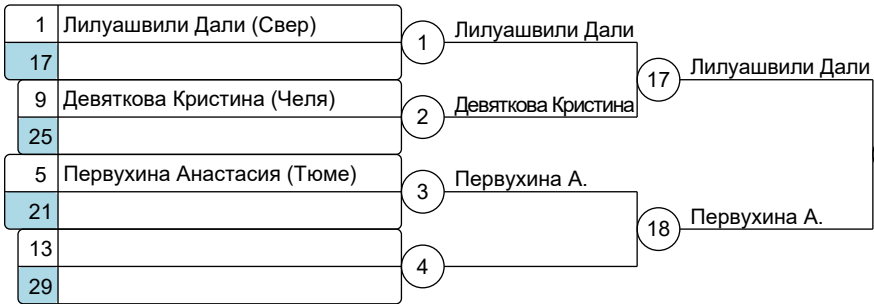 1 Лилуашвили Дали (Свер)
17
1 Лилуашвили Дали
9 Девяткова Кристина (Челя)
25
2 Девяткова Кристина
17 Лилуашвили Дали
5 Первухина Анастасия (Тюме)
21
3 Первухина А.
13
29
4
18 Первухина А.